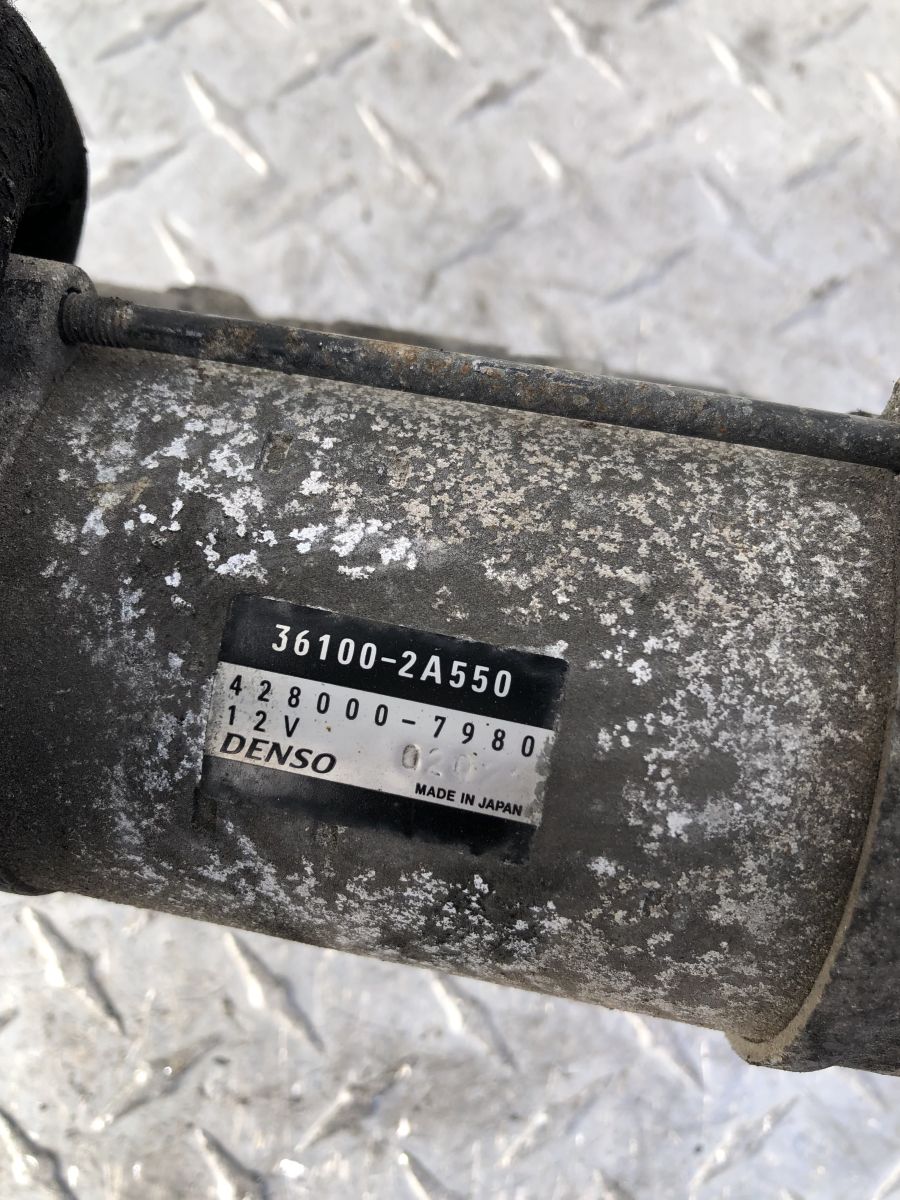 36100-2A550
428000-7980
12V
DENSO
MADE IN JAPAN